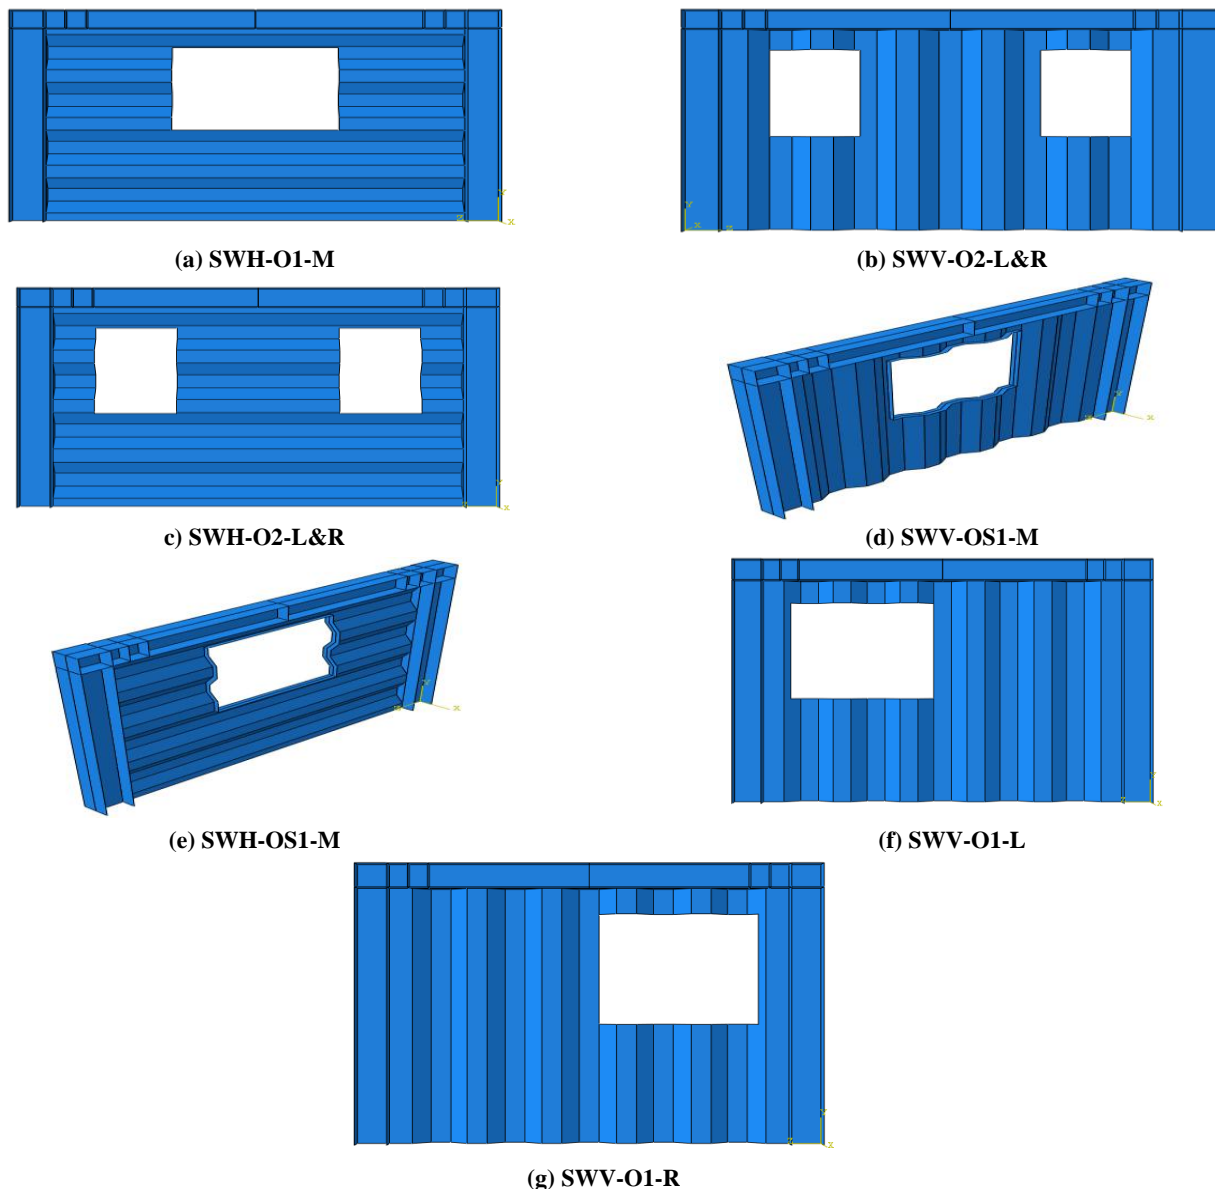 (a) SWH-O1-M
(b) SWV-O2-L&R
c) SWH-O2-L&R
(d) SWV-OS1-M
(e) SWH-OS1-M
(f) SWV-O1-L
(g) SWV-O1-R